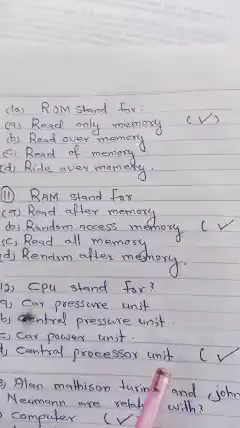 (10) ROM stand for.
(a) Read only memory (✓)
(b) Read over memory
(c) Read of memory
(d) Ride over memory.
(11) RAM stand for
(a) Read after memory
(b) Random access memory (✓
(c) Read all memory
(d) Rendom after memory.
12) CPU stand for?
a) Car pressure unit
b) Central pressure unit.
c) Car power unit.
d) Central processor unit (✓
3) Alan mathison turing and john
Neumann are related with?
) Computer (✓